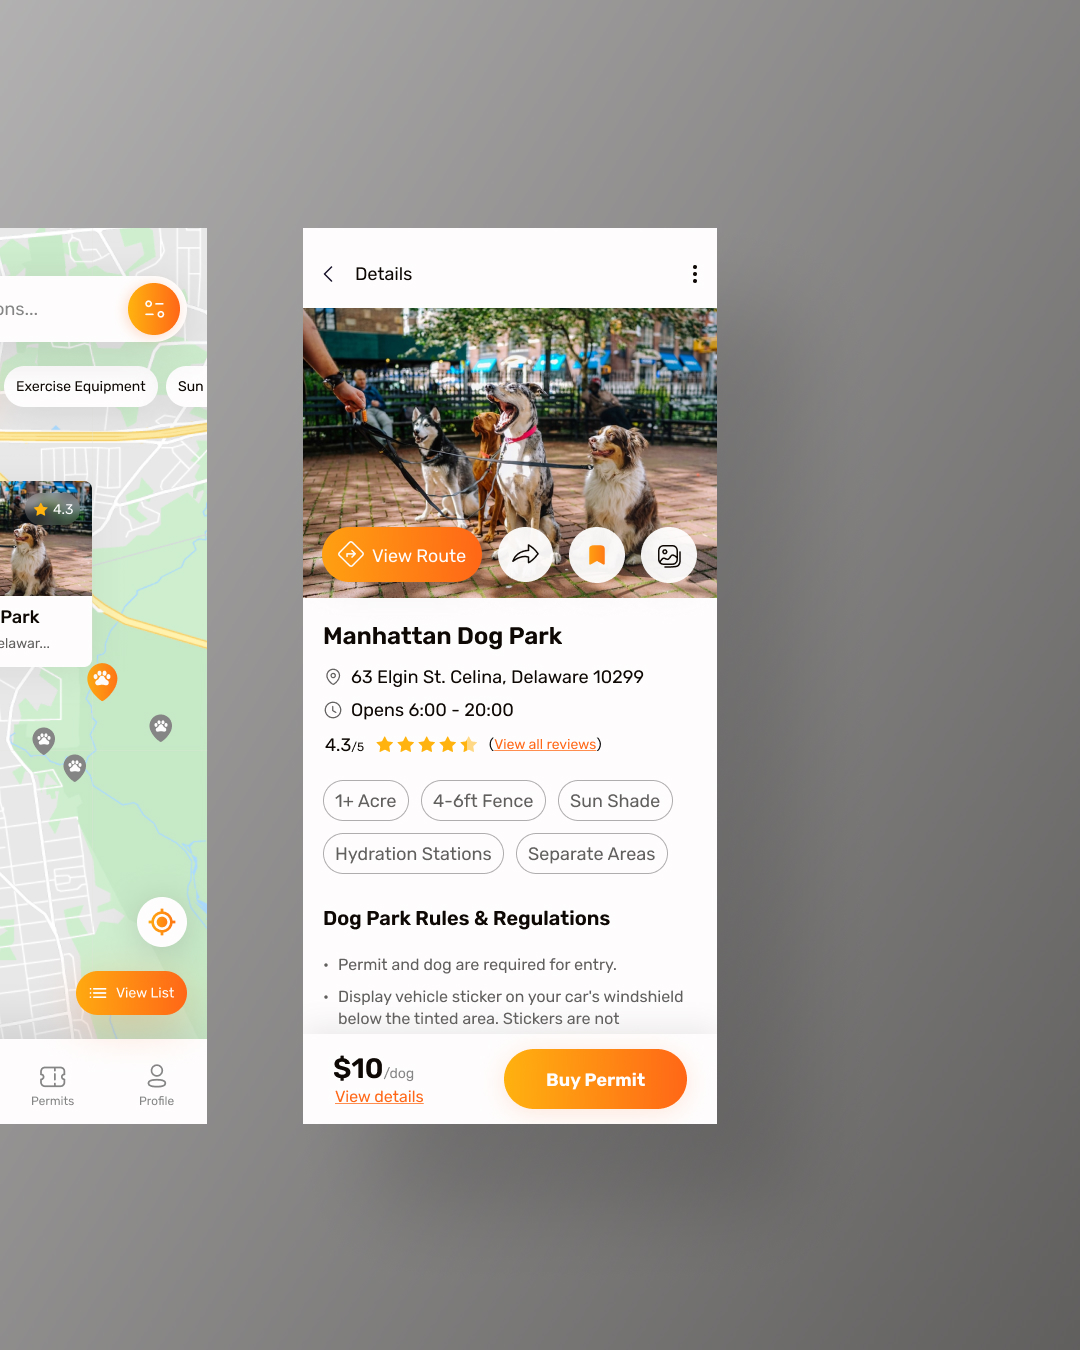 ons...
Exercise Equipment
Sun
4.3
Park
elawar...
View List
Permits
Profile
Details
View Route
Manhattan Dog Park
63 Elgin St. Celina, Delaware 10299
Opens 6:00 - 20:00
4.3/5 (View all reviews)
1+ Acre
4-6ft Fence
Sun Shade
Hydration Stations
Separate Areas
Dog Park Rules & Regulations
• Permit and dog are required for entry.
• Display vehicle sticker on your car's windshield
below the tinted area. Stickers are not
$10/dog
View details
Buy Permit